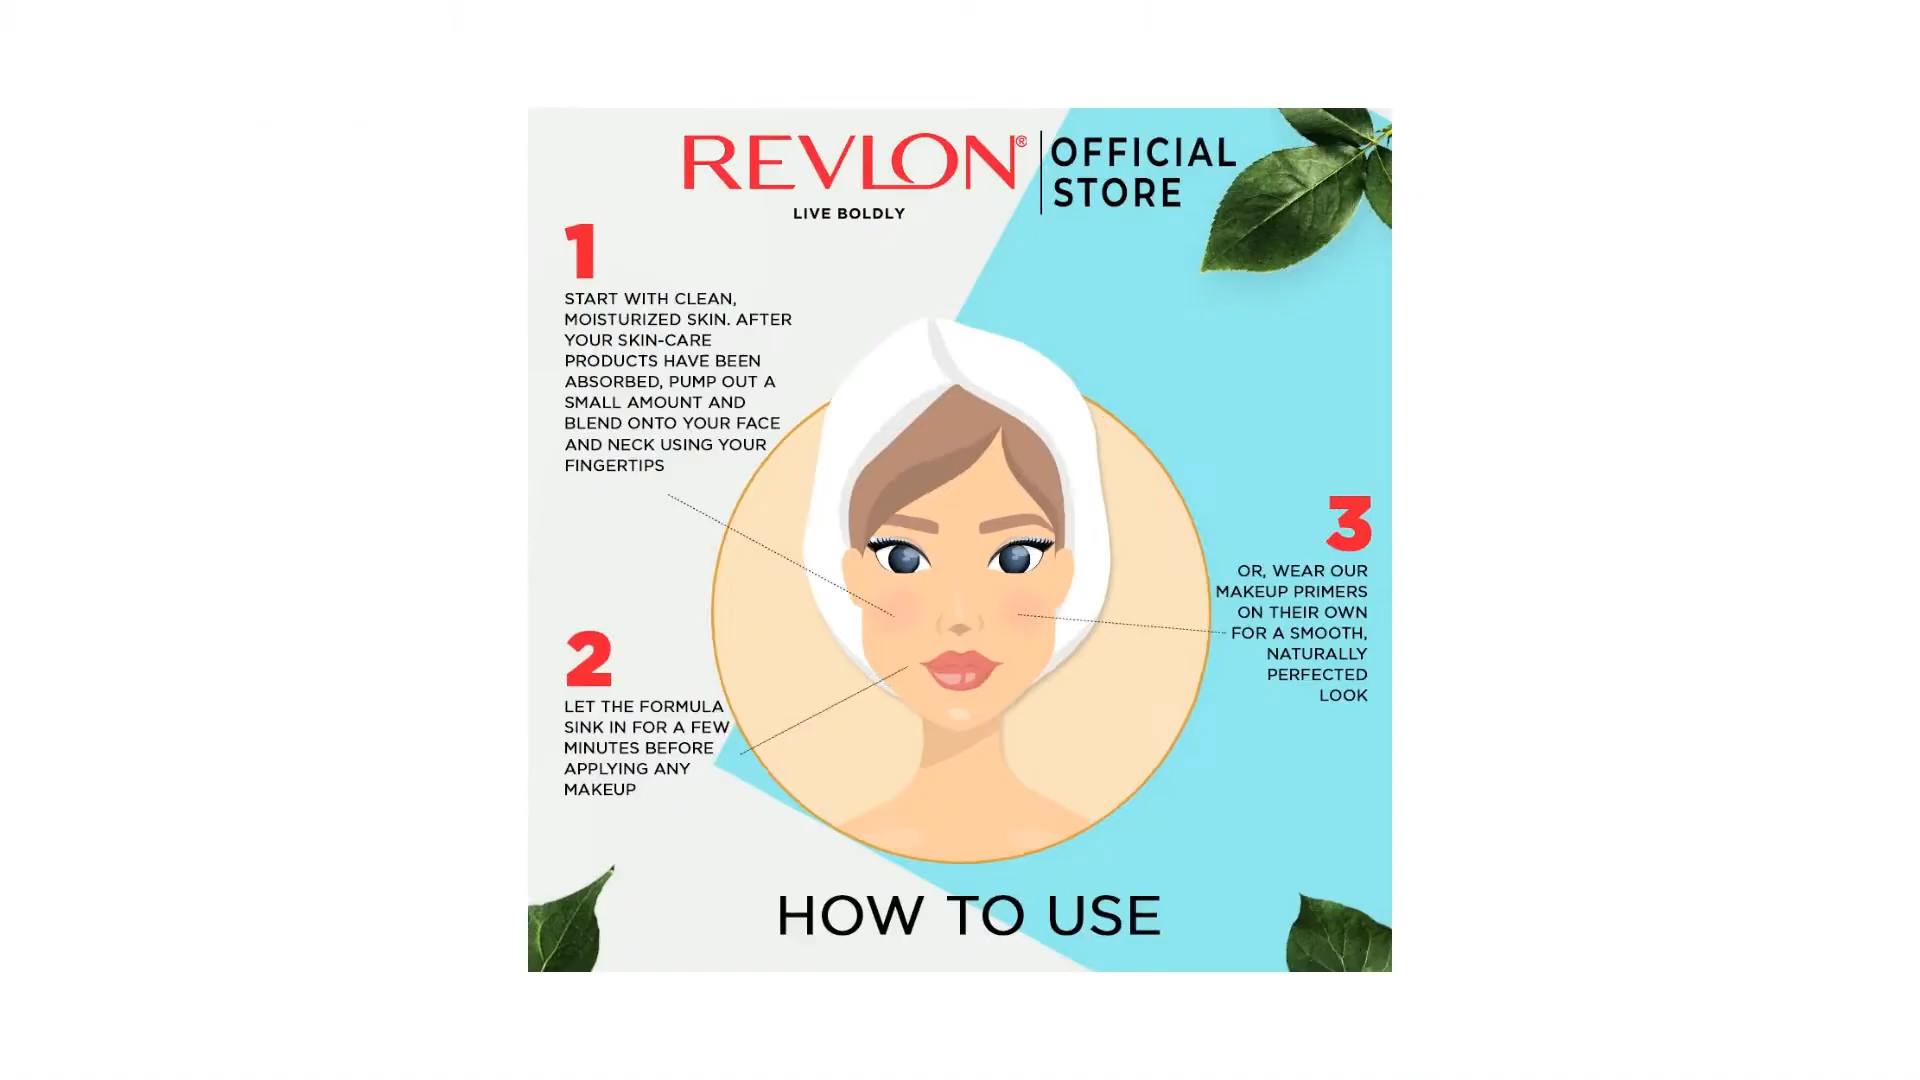 REVLON®
LIVE BOLDLY
OFFICIAL
STORE
1
START WITH CLEAN,
MOISTURIZED SKIN. AFTER
YOUR SKIN-CARE
PRODUCTS HAVE BEEN
ABSORBED, PUMP OUT A
SMALL AMOUNT AND
BLEND ONTO YOUR FACE
AND NECK USING YOUR
FINGERTIPS
2
LET THE FORMULA
SINK IN FOR A FEW
MINUTES BEFORE
APPLYING ANY
MAKEUP
3
OR, WEAR OUR
MAKEUP PRIMERS
ON THEIR OWN
FOR A SMOOTH,
NATURALLY
PERFECTED
LOOK
HOW TO USE